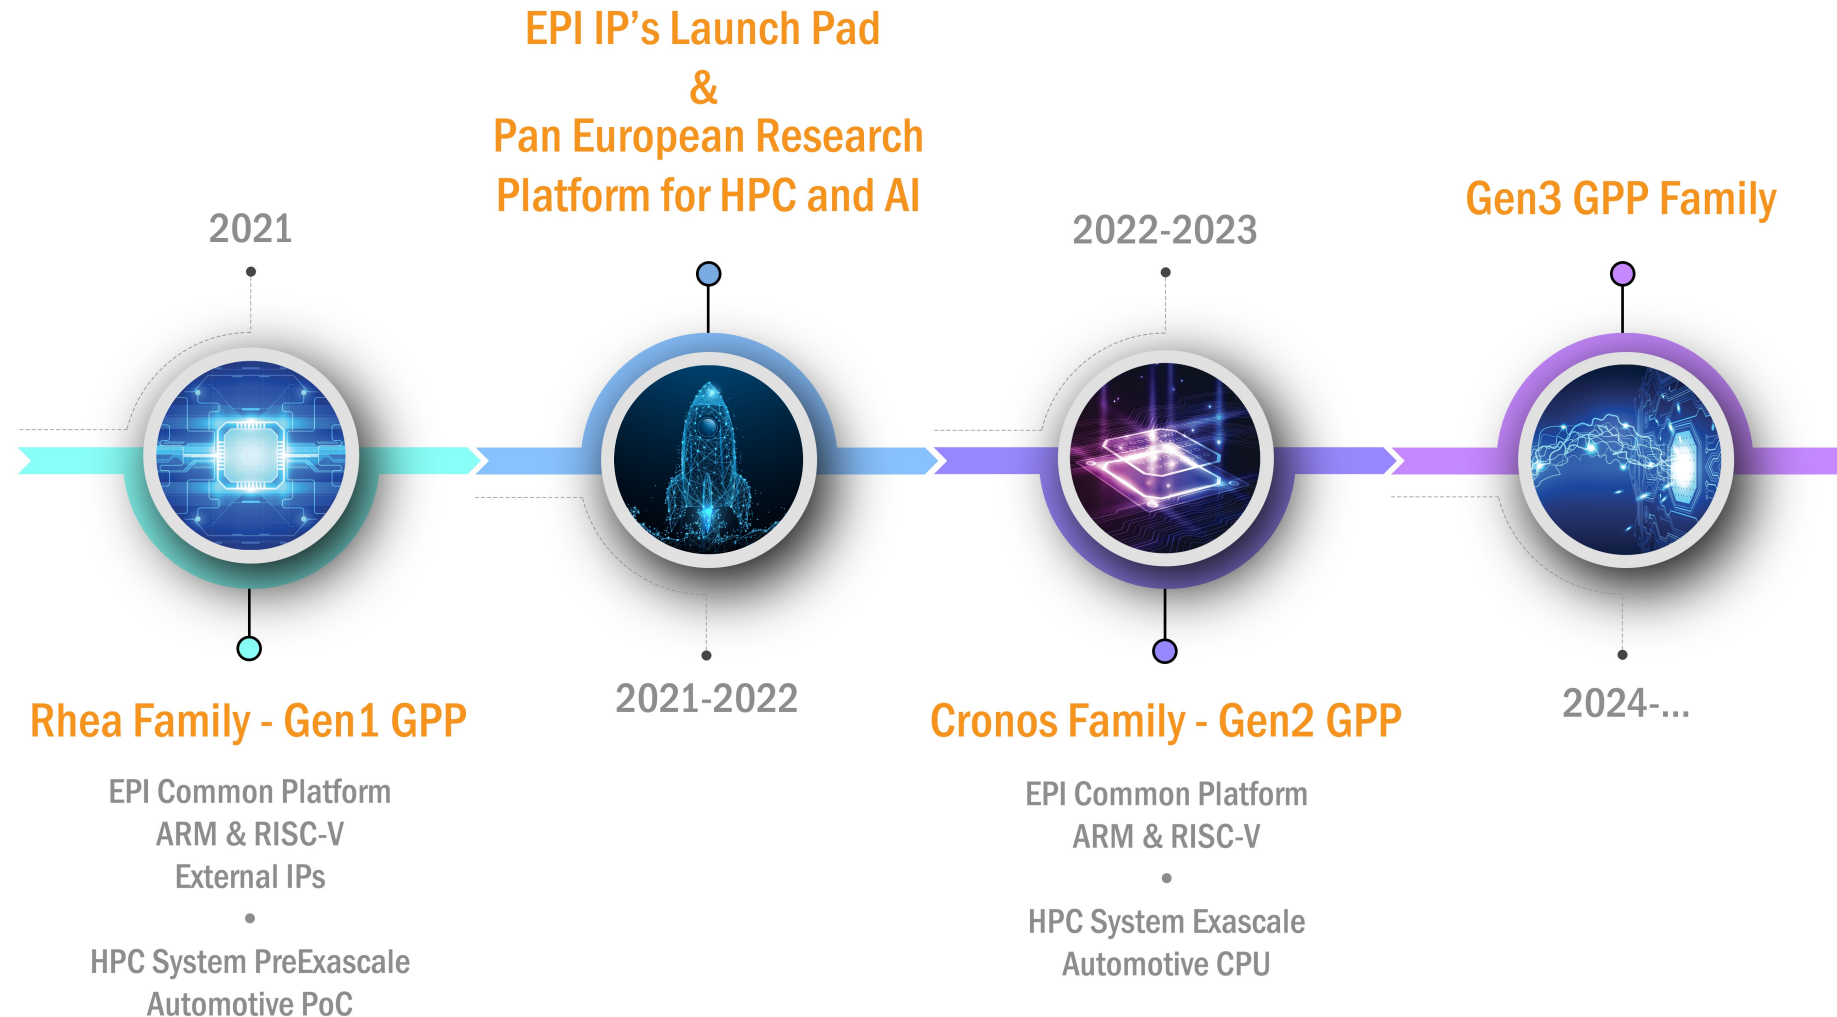 2021
Rhea Family - Gen1 GPP
EPI Common Platform
ARM & RISC-V
External IPs
•
HPC System PreExascale
Automotive PoC
EPI IP’s Launch Pad
&
Pan European Research
Platform for HPC and AI
2021-2022
2022-2023
Cronos Family - Gen2 GPP
EPI Common Platform
ARM & RISC-V
•
HPC System Exascale
Automotive CPU
Gen3 GPP Family
2024-...